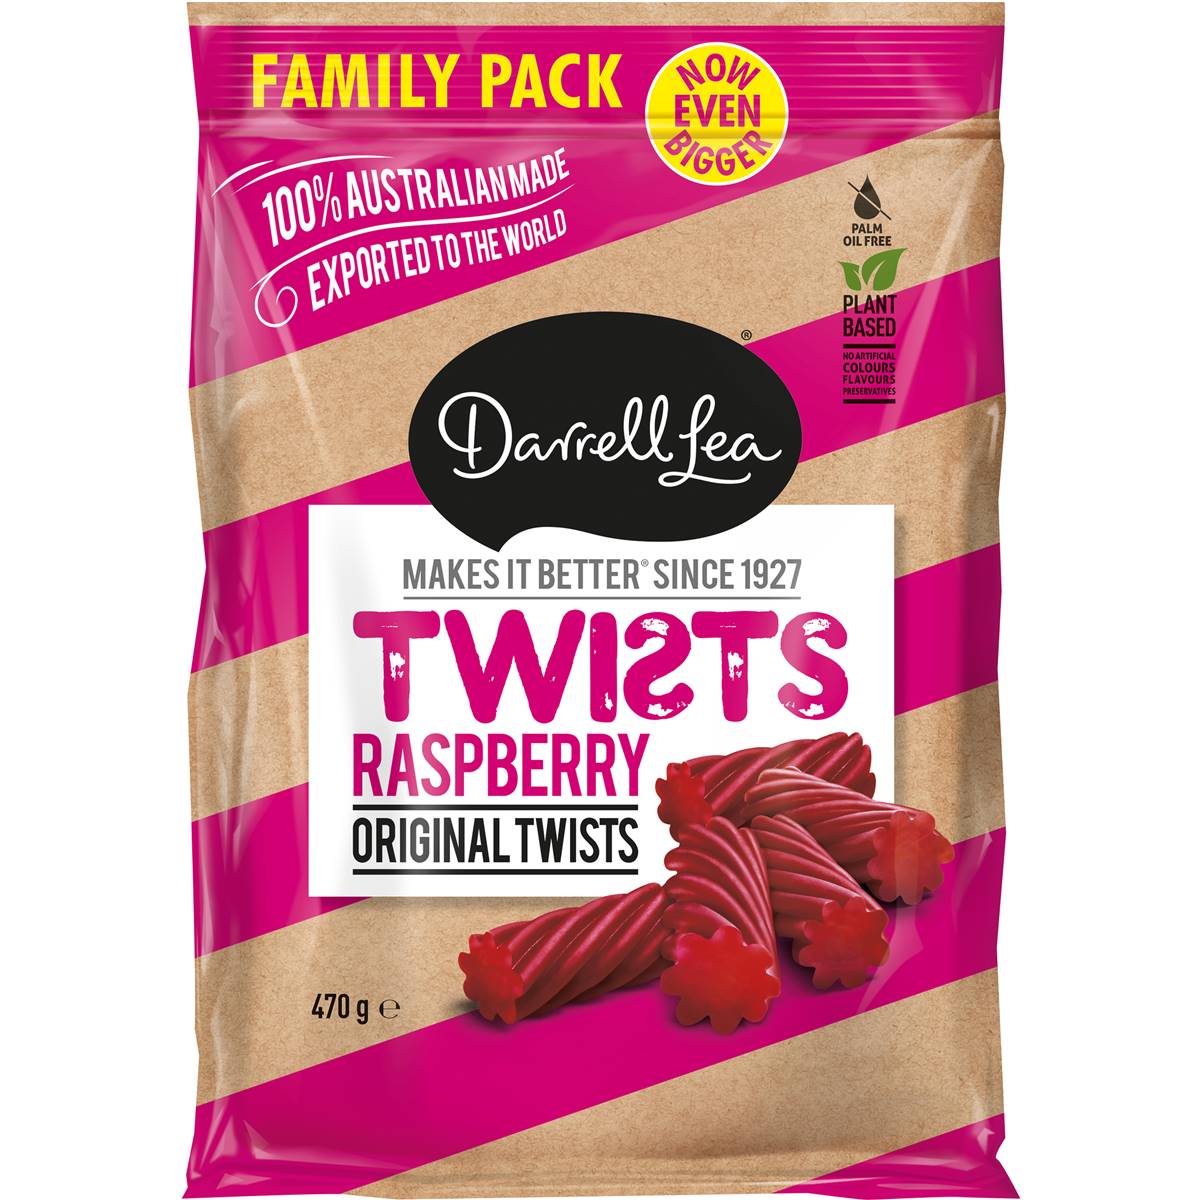 FAMILY PACK
NOW
EVEN
BIGGER
100% AUSTRALIAN MADE
EXPORTED TO THE WORLD
PALM
OIL FREE
PLANT
BASED
NO ARTIFICIAL
COLOURS
FLAVOURS
PRESERVATIVES
®
Darrell Lea
MAKES IT BETTER® SINCE 1927
TWISTS
RASPBERRY
ORIGINAL TWISTS
470 g ℮